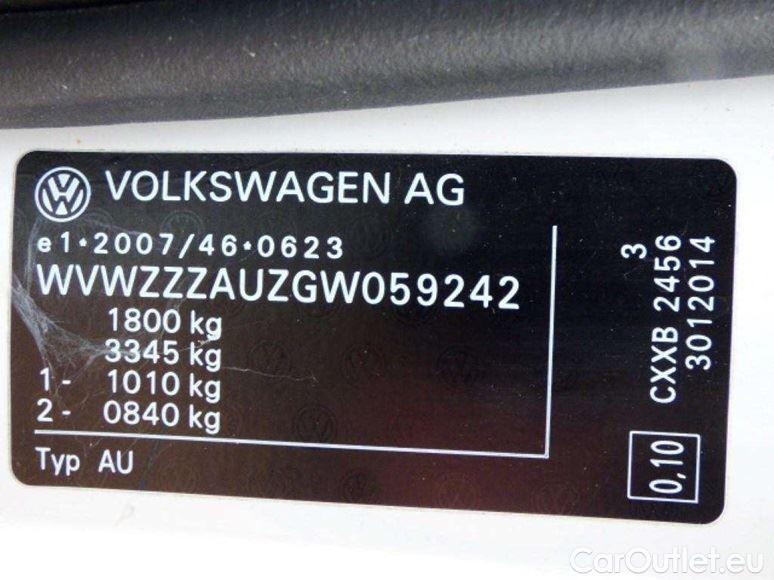 VOLKSWAGEN AG
e1*2007/46*0623
WVWZZZAUZGW059242
1800 kg
3345 kg
1 - 1010 kg
2 - 0840 kg
Typ AU
3
CXXB 2456
3012014
0,10
CarOutlet.eu